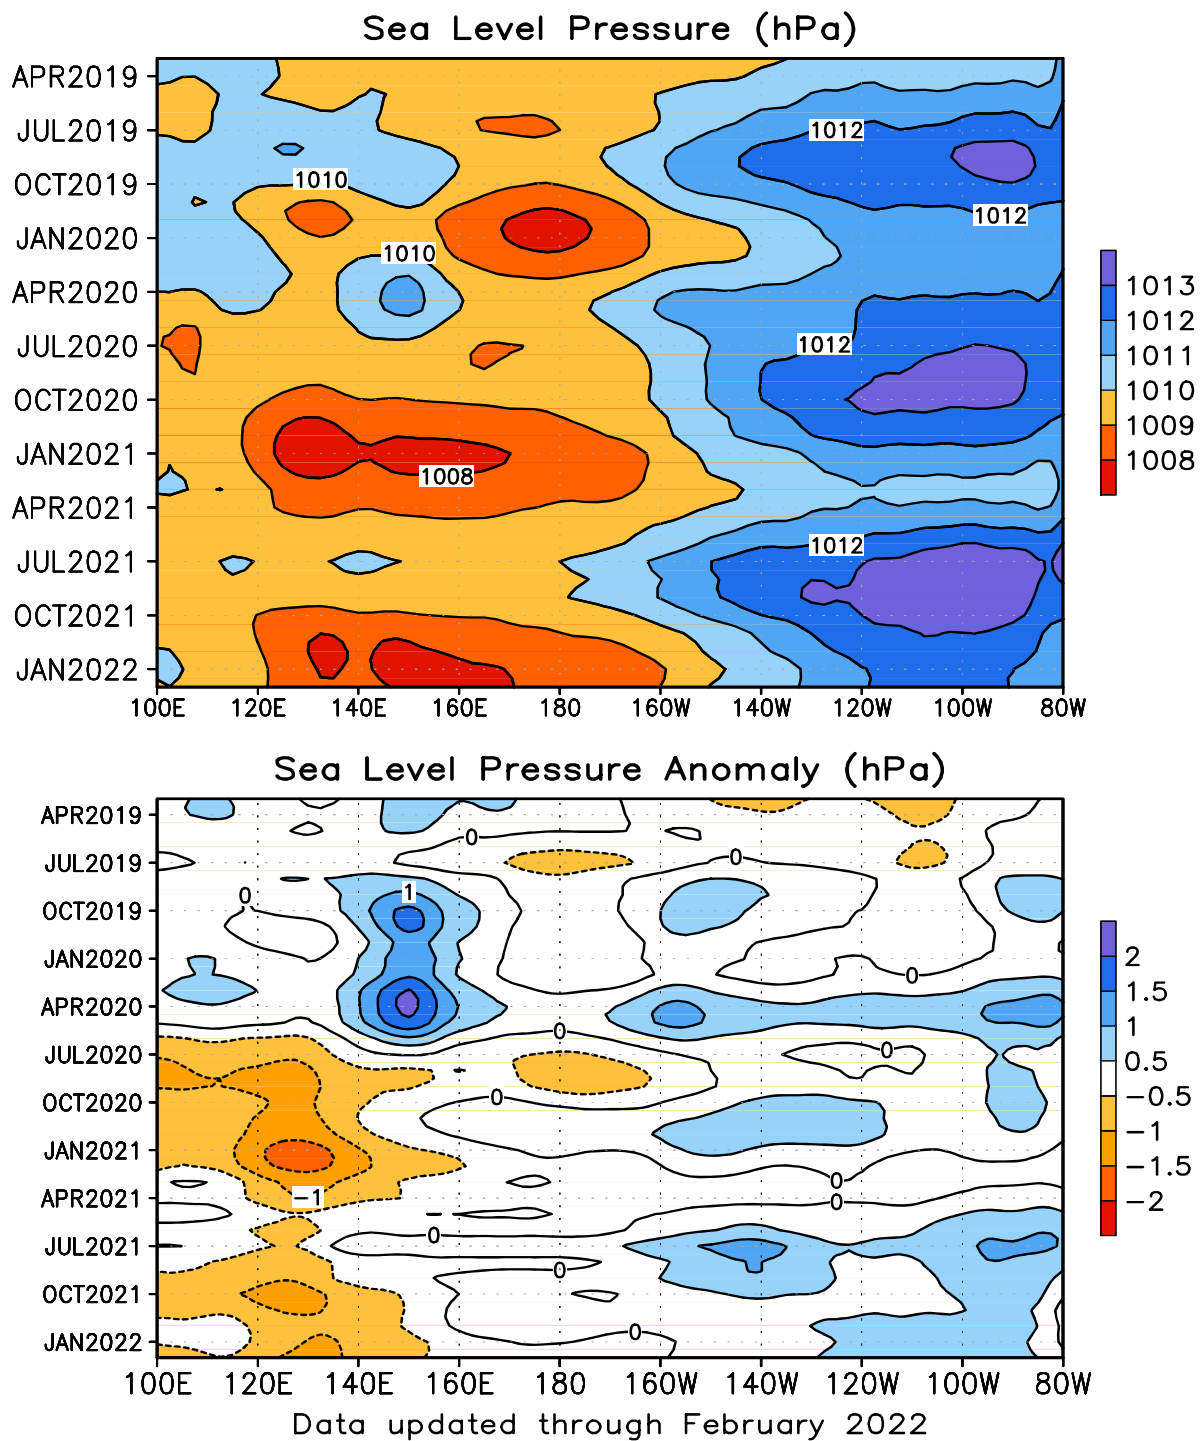 Sea Level Pressure (hPa)
APR2019
JUL2019
OCT2019
JAN2020
APR2020
JUL2020
OCT2020
JAN2021
APR2021
JUL2021
OCT2021
JAN2022
1012
1010
1012
1010
1012
1008
1012
100E 120E 140E 160E 180 160W 140W 120W 100W 80W
1013
1012
1011
1010
1009
1008
Sea Level Pressure Anomaly (hPa)
APR2019
JUL2019
OCT2019
JAN2020
APR2020
JUL2020
OCT2020
JAN2021
APR2021
JUL2021
OCT2021
JAN2022
0
0
1
0
0
0
0
0
0
-1
0
0
0
0
2
1.5
1
0.5
-0.5
-1
-1.5
-2
100E 120E 140E 160E 180 160W 140W 120W 100W 80W
Data updated through February 2022